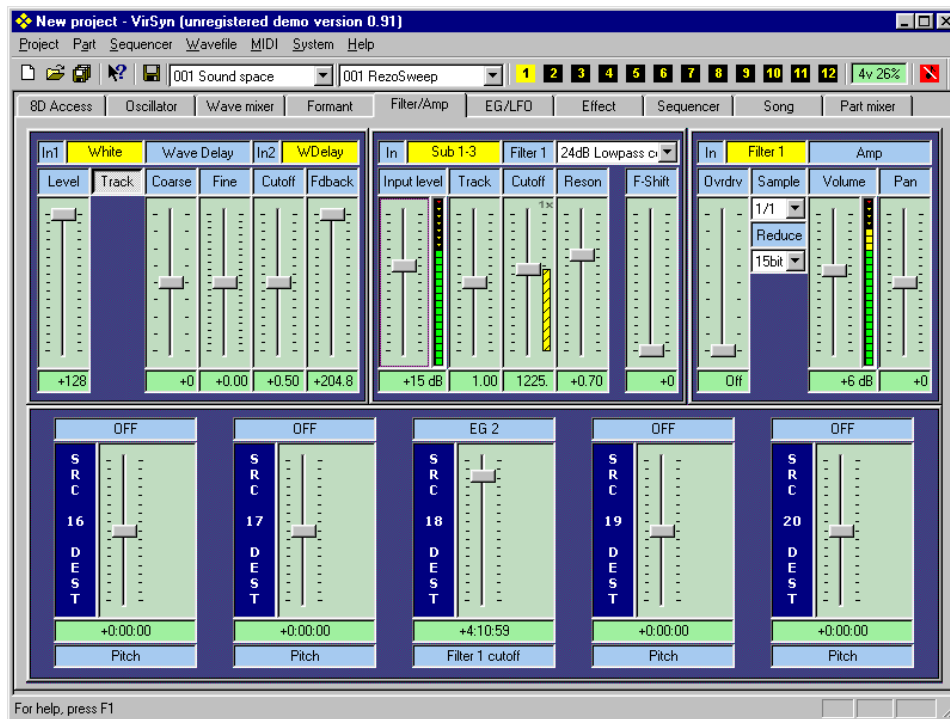 New project - VirSyn (unregistered demo version 0.91)
Project Part Sequencer Wavefile MIDI System Help
001 Sound space 001 RezoSweep 1 2 3 4 5 6 7 8 9 10 11 12 4v 26%
8D Access Oscillator Wave mixer Formant Filter/Amp EG/LFO Effect Sequencer Song Part mixer
In1 White Wave Delay In2 WDelay In Sub 1-3 Filter 1 24dB Lowpass In Filter 1 Amp
Level Track Coarse Fine Cutoff Fdback Input level Track Cutoff Reson F-Shift Ovrdrv Sample Volume Pan
1x
1/1
Reduce
15bit
+128 +0 +0.00 +0.50 +204.8 +15 dB 1.00 1225. +0.70 +0 Off +6 dB +0
OFF OFF EG 2 OFF OFF
SRC SRC SRC SRC SRC
16 17 18 19 20
DEST DEST DEST DEST DEST
+0:00:00 +0:00:00 +4:10:59 +0:00:00 +0:00:00
Pitch Pitch Filter 1 cutoff Pitch Pitch
For help, press F1